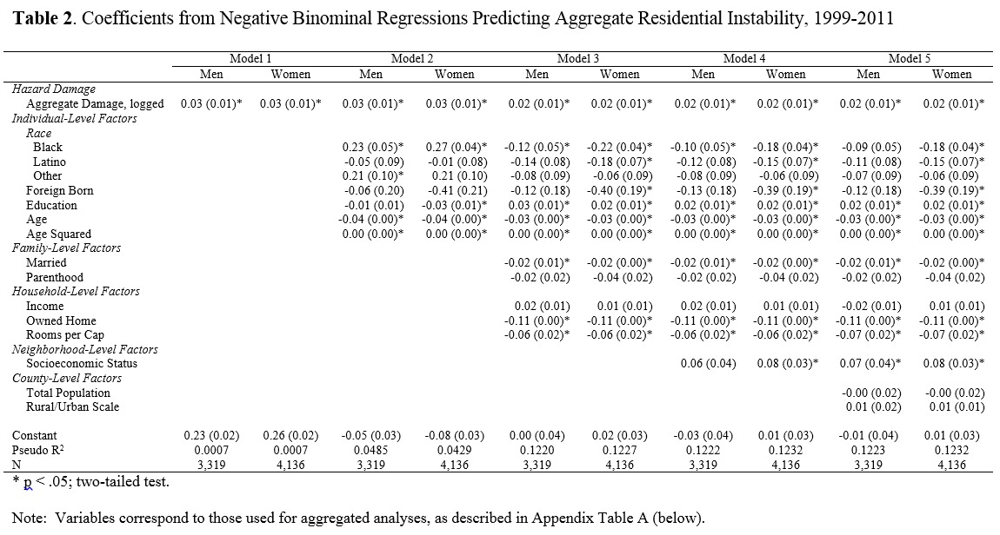 Table 2. Coefficients from Negative Binominal Regressions Predicting Aggregate Residential Instability, 1999-2011
Model 1 Model 2 Model 3 Model 4 Model 5
Men Women Men Women Men Women Men Women Men Women
Hazard Damage
Aggregate Damage, logged 0.03 (0.01)* 0.03 (0.01)* 0.03 (0.01)* 0.03 (0.01)* 0.02 (0.01)* 0.02 (0.01)* 0.02 (0.01)* 0.02 (0.01)* 0.02 (0.01)* 0.02 (0.01)*
Individual-Level Factors
Race
Black 0.23 (0.05)* 0.27 (0.04)* -0.12 (0.05)* -0.22 (0.04)* -0.10 (0.05)* -0.18 (0.04)* -0.09 (0.05) -0.18 (0.04)*
Latino -0.05 (0.09) -0.01 (0.08) -0.14 (0.08) -0.18 (0.07)* -0.12 (0.08) -0.15 (0.07)* -0.11 (0.08) -0.15 (0.07)*
Other 0.21 (0.10)* 0.21 (0.10) -0.08 (0.09) -0.06 (0.09) -0.08 (0.09) -0.06 (0.09) -0.07 (0.09) -0.06 (0.09)
Foreign Born -0.06 (0.20) -0.41 (0.21) -0.12 (0.18) -0.40 (0.19)* -0.13 (0.18) -0.39 (0.19)* -0.12 (0.18) -0.39 (0.19)*
Education -0.01 (0.01) -0.03 (0.01)* 0.03 (0.01)* 0.02 (0.01)* 0.02 (0.01)* 0.02 (0.01)* 0.02 (0.01)* 0.02 (0.01)*
Age -0.04 (0.00)* -0.04 (0.00)* -0.03 (0.00)* -0.03 (0.00)* -0.03 (0.00)* -0.03 (0.00)* -0.03 (0.00)* -0.03 (0.00)*
Age Squared 0.00 (0.00)* 0.00 (0.00)* 0.00 (0.00)* 0.00 (0.00)* 0.00 (0.00)* 0.00 (0.00)* 0.00 (0.00)* 0.00 (0.00)*
Family-Level Factors
Married -0.02 (0.01)* -0.02 (0.00)* -0.02 (0.01)* -0.02 (0.00)* -0.02 (0.01)* -0.02 (0.00)*
Parenthood -0.02 (0.02) -0.04 (0.02) -0.02 (0.02) -0.04 (0.02) -0.02 (0.02) -0.04 (0.02)
Household-Level Factors
Income 0.02 (0.01) 0.01 (0.01) 0.02 (0.01) 0.01 (0.01) -0.02 (0.01) 0.01 (0.01)
Owned Home -0.11 (0.00)* -0.11 (0.00)* -0.11 (0.00)* -0.11 (0.00)* -0.11 (0.00)* -0.11 (0.00)*
Rooms per Cap -0.06 (0.02)* -0.06 (0.02)* -0.06 (0.02)* -0.06 (0.02)* -0.07 (0.02)* -0.07 (0.02)*
Neighborhood-Level Factors
Socioeconomic Status 0.06 (0.04) 0.08 (0.03)* 0.07 (0.04)* 0.08 (0.03)*
County-Level Factors
Total Population -0.00 (0.02) -0.00 (0.02)
Rural/Urban Scale 0.01 (0.02) 0.01 (0.01)
Constant 0.23 (0.02) 0.26 (0.02) -0.05 (0.03) -0.08 (0.03) 0.00 (0.04) 0.02 (0.03) -0.03 (0.04) 0.01 (0.03) -0.01 (0.04) 0.01 (0.03)
Pseudo R² 0.0007 0.0007 0.0485 0.0429 0.1220 0.1227 0.1222 0.1232 0.1223 0.1232
N 3,319 4,136 3,319 4,136 3,319 4,136 3,319 4,136 3,319 4,136
* p < .05; two-tailed test.
Note: Variables correspond to those used for aggregated analyses, as described in Appendix Table A (below).